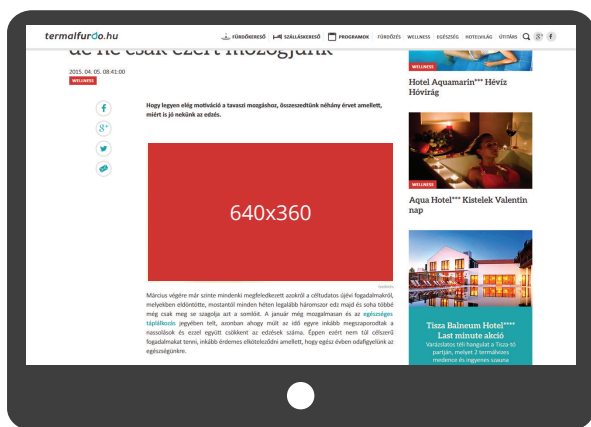 termalfurdo.hu
FÜRDŐKERESŐ SZÁLLÁSKERESŐ PROGRAMOK FÜRDŐZÉS WELLNESS EGÉSZSÉG HOTELVILÁG ÚTITÁRS
de ne csak ezért mozogjunk
2015. 04. 05. 08:41:00
WELLNESS
Hogy legyen elég motiváció a tavaszi mozgáshoz, összeszedtünk néhány érvet amellett,
miért is jó nekünk az edzés.
640x360
Március végére már szinte mindenki megfeledkezett azokról a céltudatos újévi fogadalmakról,
melyekben eldöntötte, mostantól minden héten legalább háromszor edz majd és soha többé
még csak meg se szagolja azt a somlóit. A január még mozgalmasan és az egészséges
táplálkozás jegyében telt, azonban ahogy múlt az idő egyre inkább megszaporodtak a
nassolások és ezzel együtt csökkent az edzések száma. Éppen ezért nem túl célszerű
fogadalmakat tenni, inkább érdemes elköteleződni amellett, hogy egész évben odafigyelünk az
egészségünkre.
WELLNESS
Hotel Aquamarin*** Hévíz
Hóvirág
WELLNESS
Aqua Hotel*** Kistelek Valentin
nap
Tisza Balneum Hotel****
Last minute akció
Varázslatos téli hangulat a Tisza-tó
partján, melyet 2 termálvizes
medence és ingyenes szauna